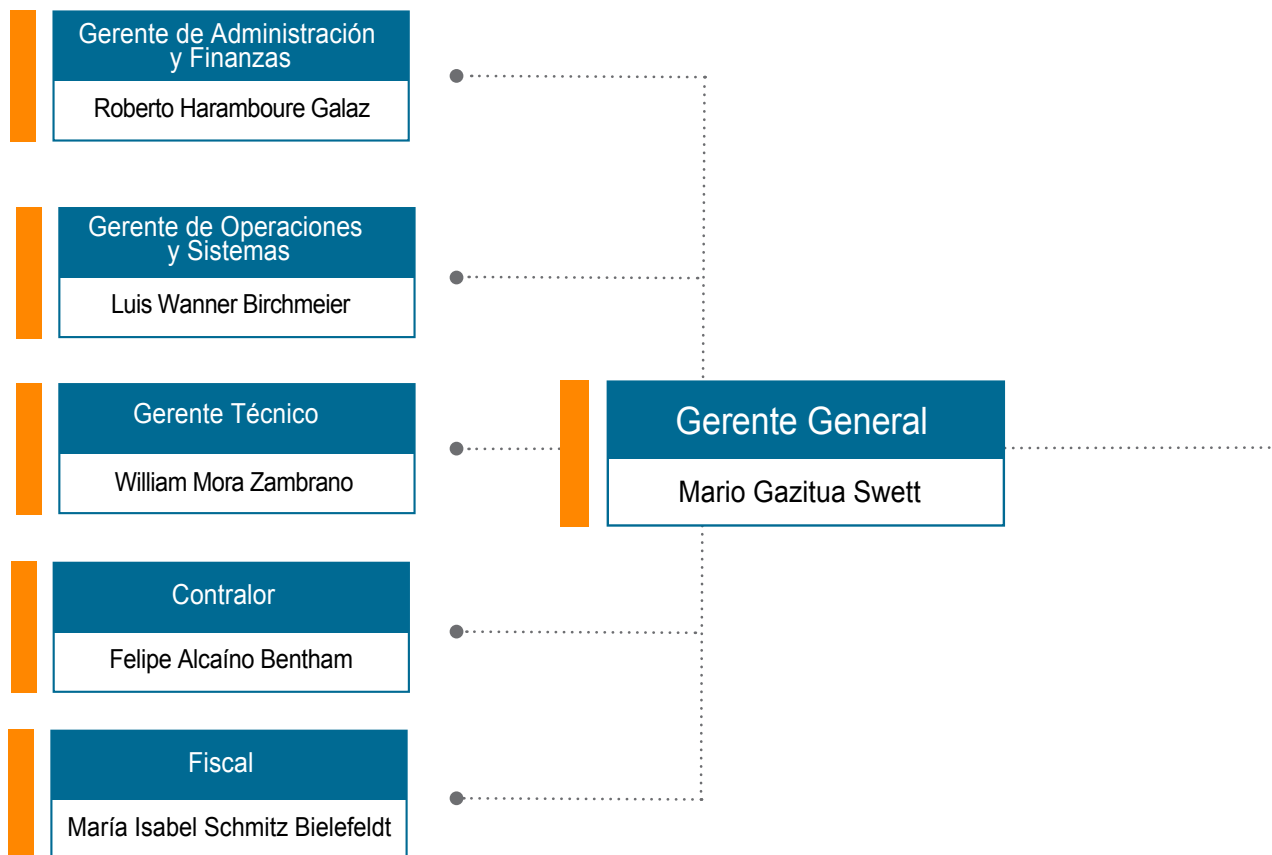 Gerente de Administración
y Finanzas
Roberto Haramboure Galaz
Gerente de Operaciones
y Sistemas
Luis Wanner Birchmeier
Gerente Técnico
William Mora Zambrano
Gerente General
Mario Gazitua Swett
Contralor
Felipe Alcaíno Bentham
Fiscal
María Isabel Schmitz Bielefeldt